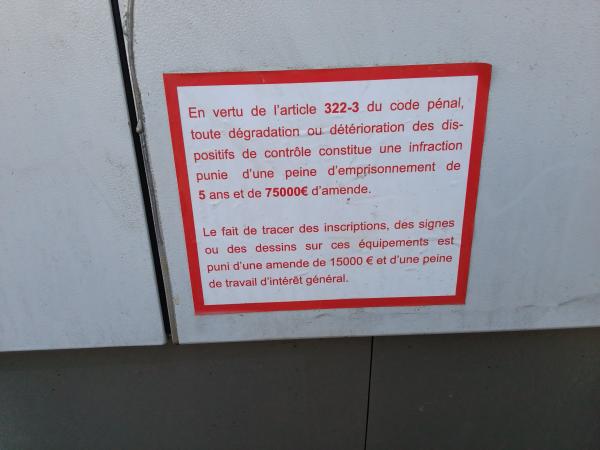 En vertu de l'article 322-3 du code pénal,
toute dégradation ou détérioration des dis-
positifs de contrôle constitue une infraction
punie d'une peine d'emprisonnement de
5 ans et de 75000€ d'amende.
Le fait de tracer des inscriptions, des signes
ou des dessins sur ces équipements est
puni d'une amende de 15000 € et d'une peine
de travail d'intérêt général.